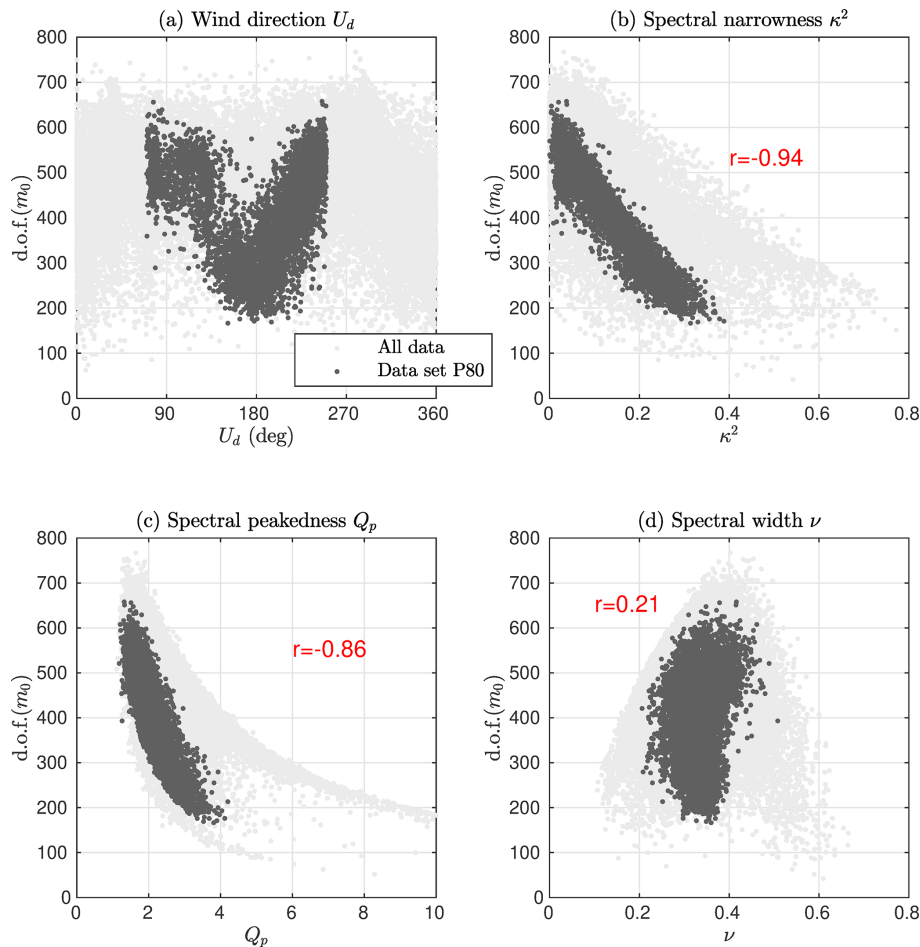 (a) Wind direction U_d
800
700
600
500
400
300
200
100
0
d.o.f.(m_0)
0 90 180 270 360
U_d (deg)
All data
Data set P80
(b) Spectral narrowness κ²
800
700
600
500
400
300
200
100
0
d.o.f.(m_0)
r=-0.94
0 0.2 0.4 0.6 0.8
κ²
(c) Spectral peakedness Q_p
800
700
600
500
400
300
200
100
0
d.o.f.(m_0)
r=-0.86
0 2 4 6 8 10
Q_p
(d) Spectral width ν
800
700
600
500
400
300
200
100
0
d.o.f.(m_0)
r=0.21
0 0.2 0.4 0.6 0.8
ν